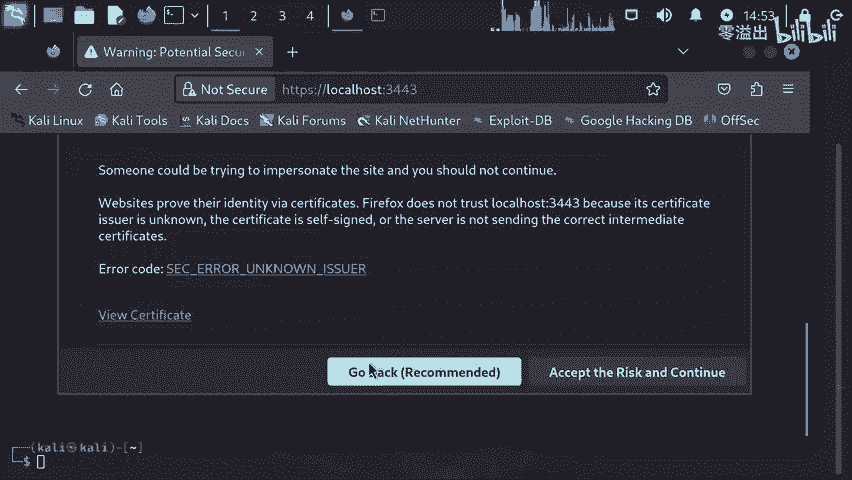 1 2 3 4 14:53
零溢出 bilibili
Warning: Potential Secur
Not Secure https://localhost:3443
Kali Linux Kali Tools Kali Docs Kali Forums Kali NetHunter Exploit-DB Google Hacking DB OffSec
Someone could be trying to impersonate the site and you should not continue.
Websites prove their identity via certificates. Firefox does not trust localhost:3443 because its certificate
issuer is unknown, the certificate is self-signed, or the server is not sending the correct intermediate
certificates.
Error code: SEC_ERROR_UNKNOWN_ISSUER
View Certificate
Go Back (Recommended) Accept the Risk and Continue
(kali㉿kali)-[~]
$